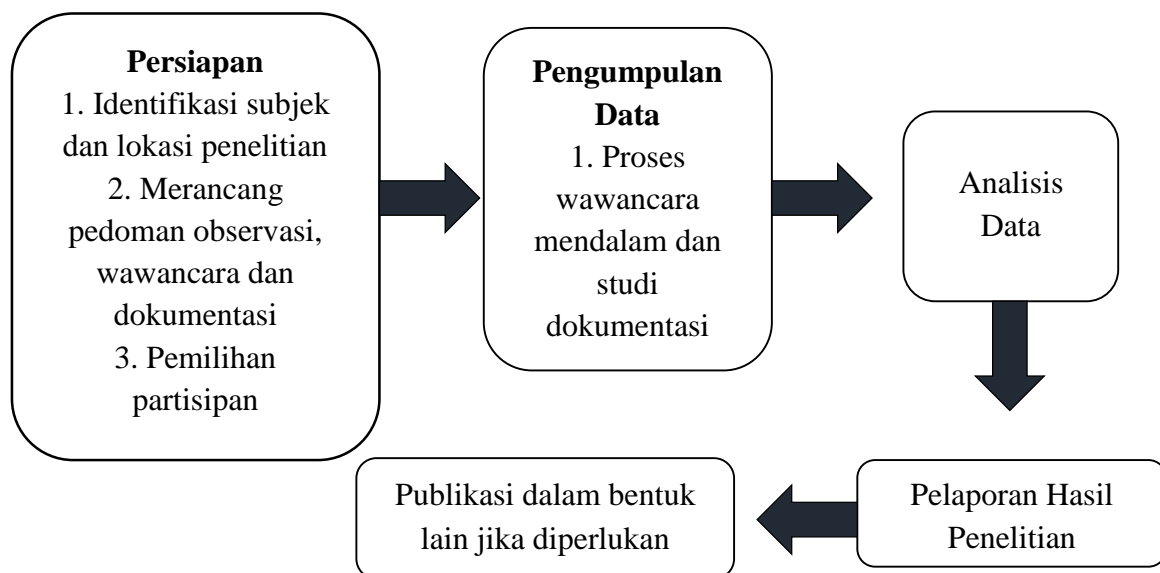 Persiapan
1. Identifikasi subjek
dan lokasi penelitian
2. Merancang
pedoman observasi,
wawancara dan
dokumentasi
3. Pemilihan
partisipan
Pengumpulan
Data
1. Proses
wawancara
mendalam dan
studi
dokumentasi
Analisis
Data
Pelaporan Hasil
Penelitian
Publikasi dalam bentuk
lain jika diperlukan